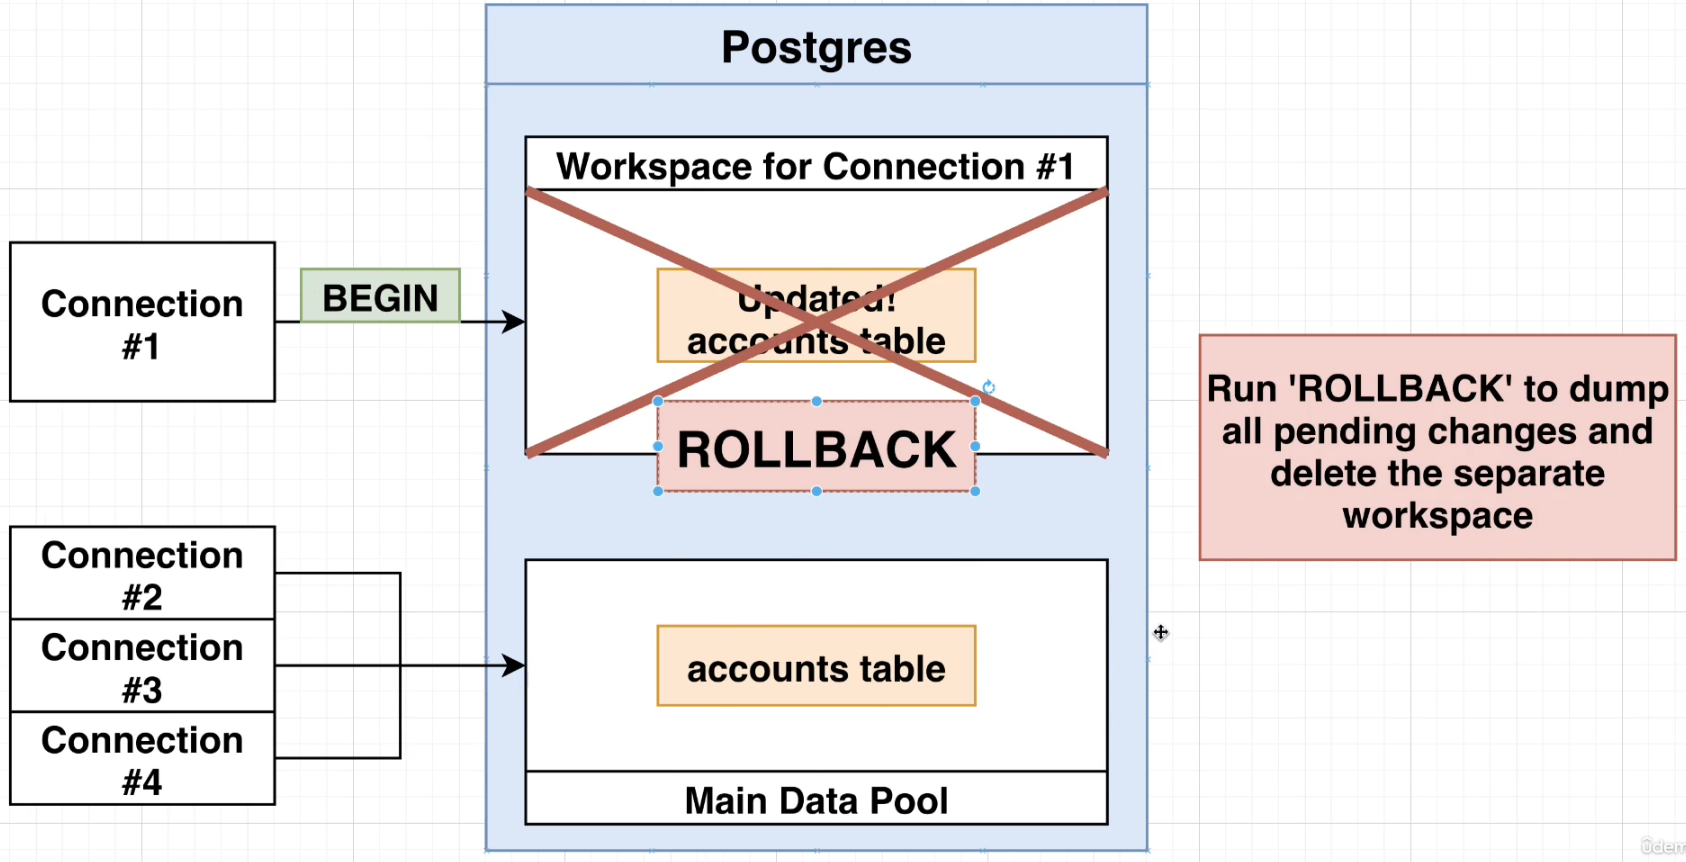 Postgres
Workspace for Connection #1
Connection
#1
BEGIN
Updated!
accounts table
ROLLBACK
Run 'ROLLBACK' to dump
all pending changes and
delete the separate
workspace
Connection
#2
Connection
#3
Connection
#4
accounts table
Main Data Pool